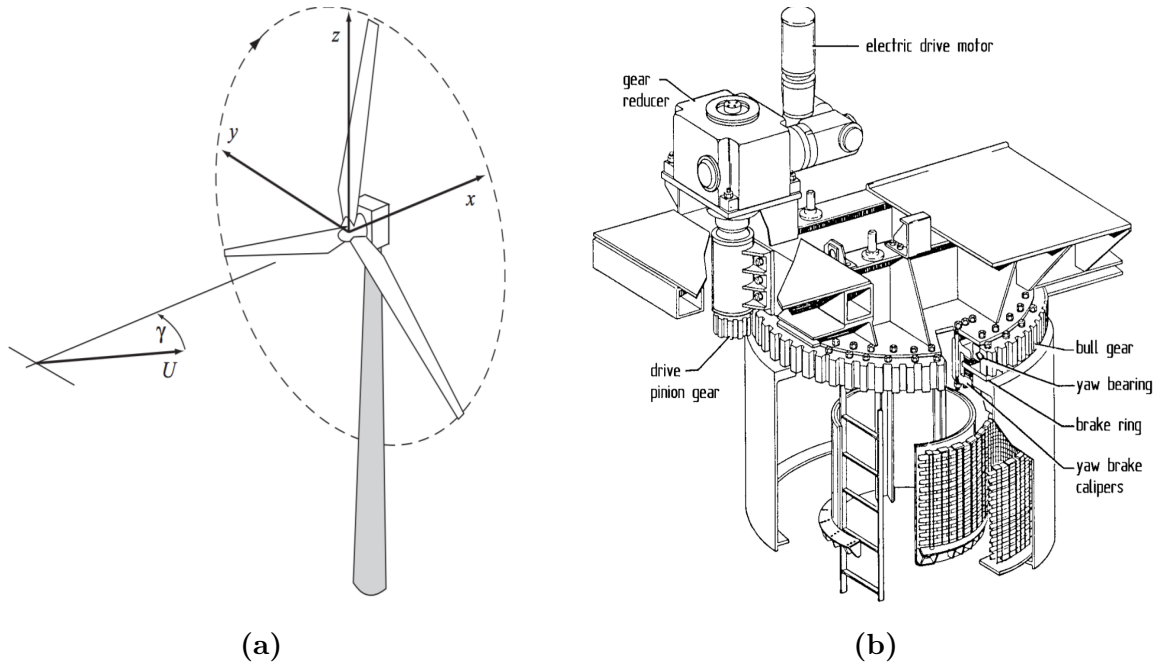 z
y
x
γ
U
(a)
electric drive motor
gear
reducer
drive
pinion gear
bull gear
yaw bearing
brake ring
yaw brake
calipers
(b)